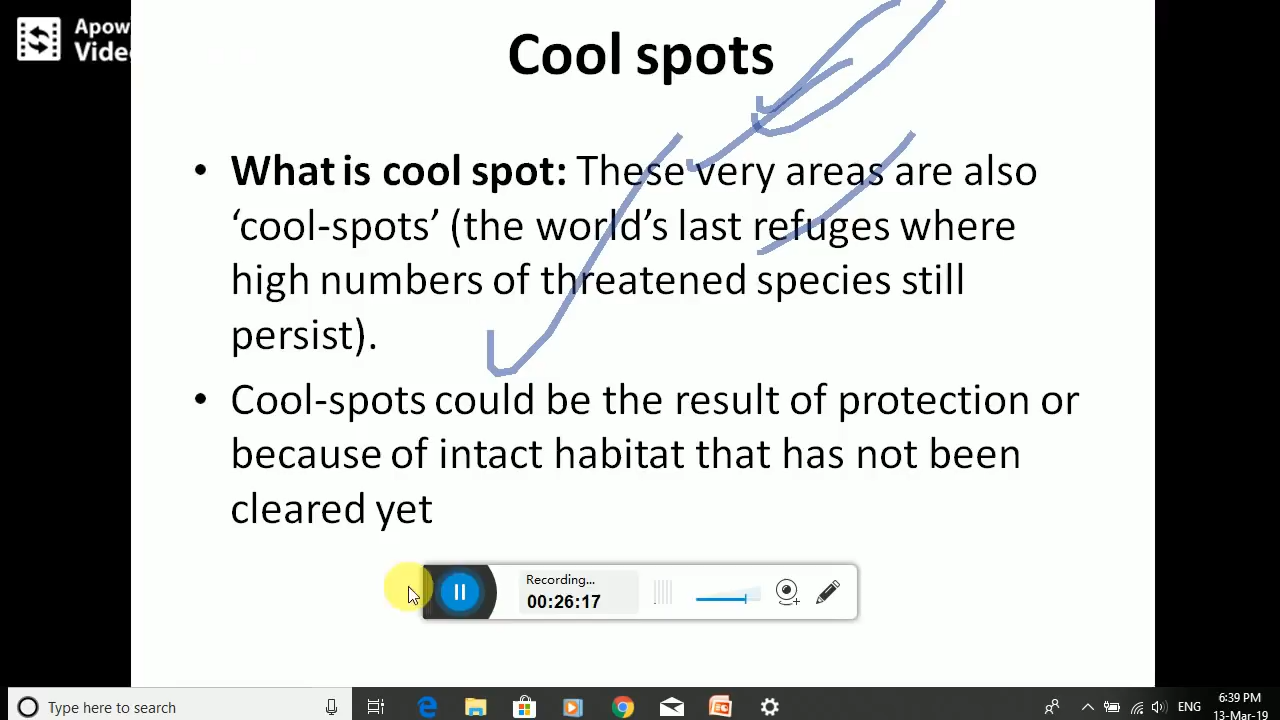 Apow
Video
Cool spots
• What is cool spot: These very areas are also
‘cool-spots’ (the world’s last refuges where
high numbers of threatened species still
persist).
• Cool-spots could be the result of protection or
because of intact habitat that has not been
cleared yet
Recording...
00:26:17
Type here to search
ENG
6:39 PM
13-Mar-19